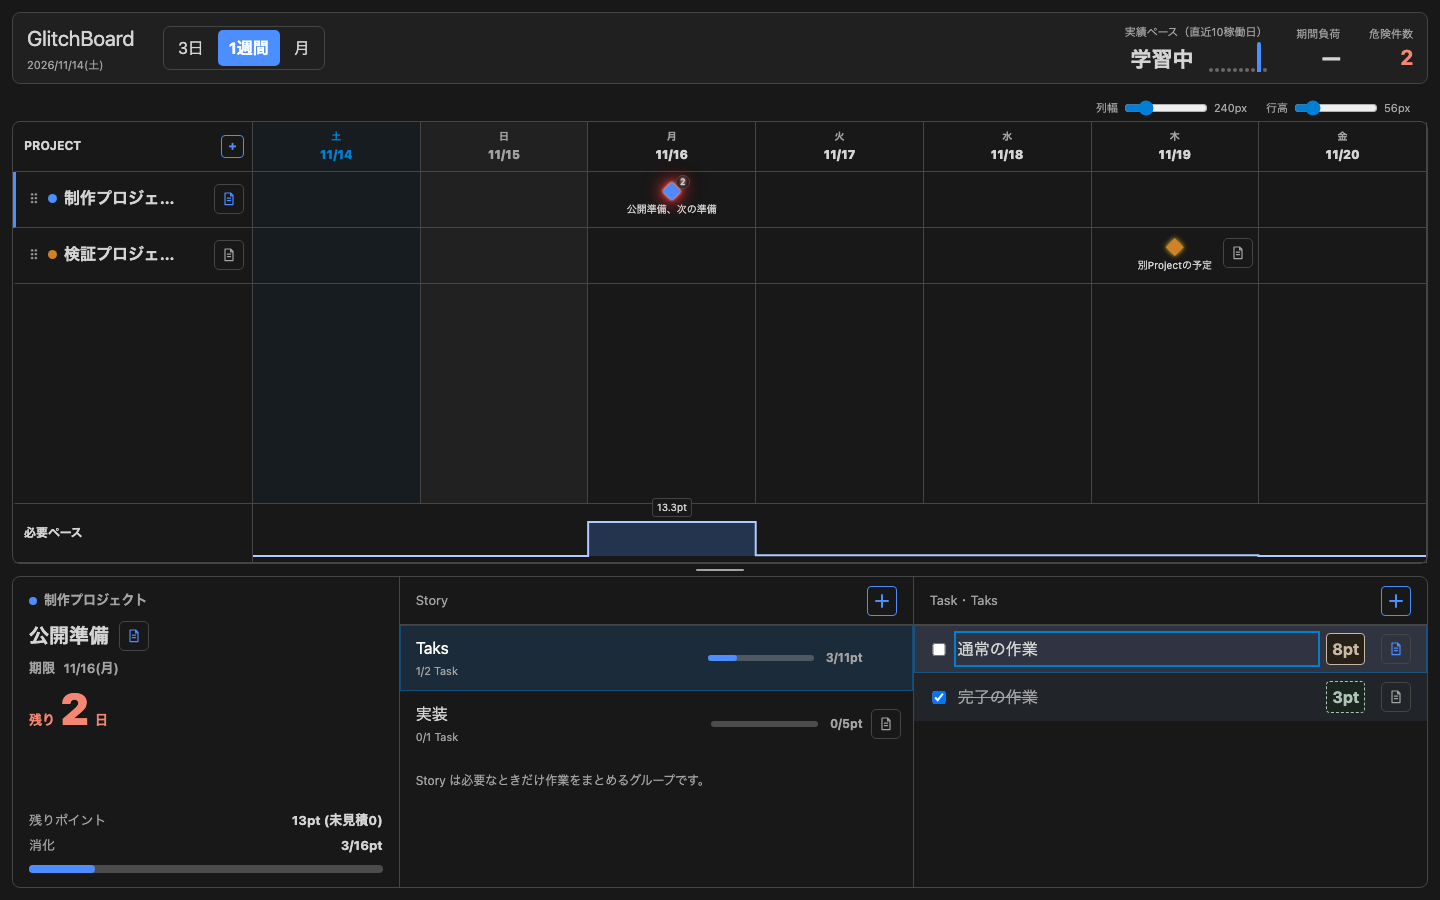 GlitchBoard
2026/11/14(土)
3日 1週間 月
実績ペース（直近10稼働日）
学習中
期間負荷
—
危険件数
2
列幅 240px 行高 56px
PROJECT +
土 11/14
日 11/15
月 11/16
火 11/17
水 11/18
木 11/19
金 11/20
制作プロジェ...
2
公開準備、次の準備
検証プロジェ...
別Projectの予定
必要ペース
13.3pt
制作プロジェクト
公開準備
期限 11/16(月)
残り 2 日
残りポイント 13pt (未見積0)
消化 3/16pt
Story +
Taks
1/2 Task
3/11pt
実装
0/1 Task
0/5pt
Story は必要なときだけ作業をまとめるグループです。
Task・Taks +
通常の作業 8pt
完了の作業 3pt